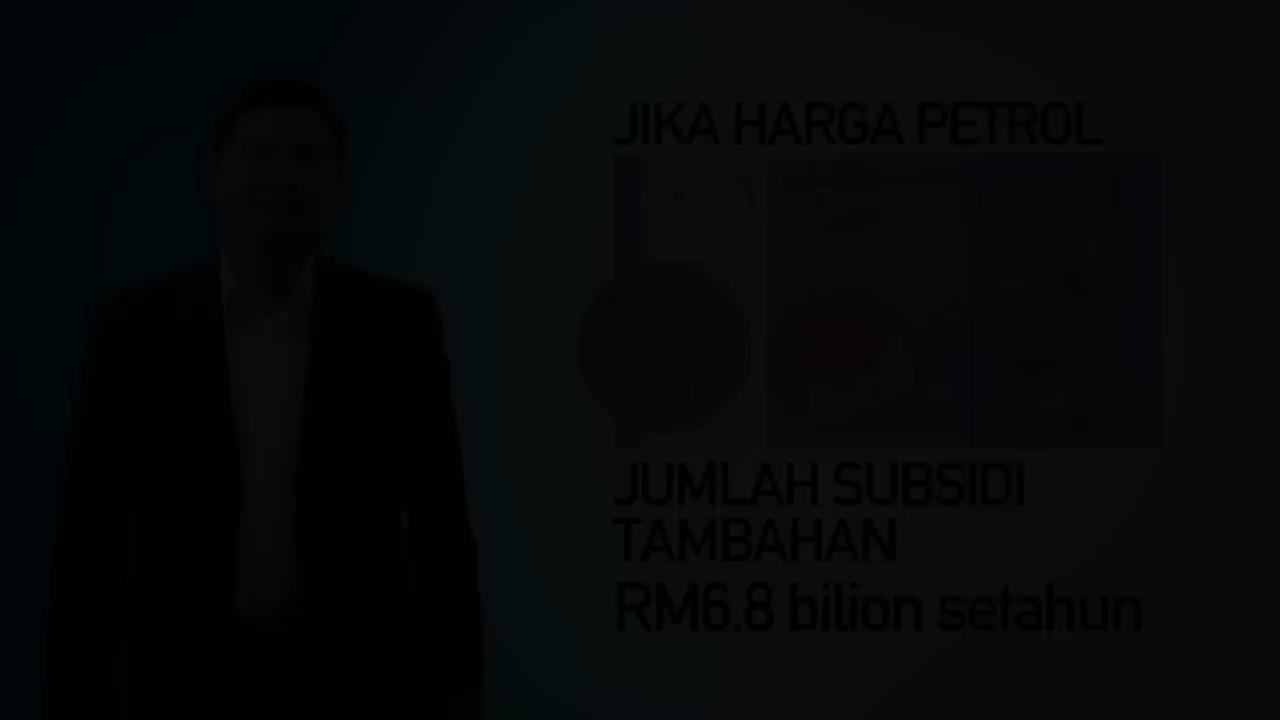 JIKA HARGA PETROL
JUMLAH SUBSIDI
TAMBAHAN
RM6.8 bilion setahun